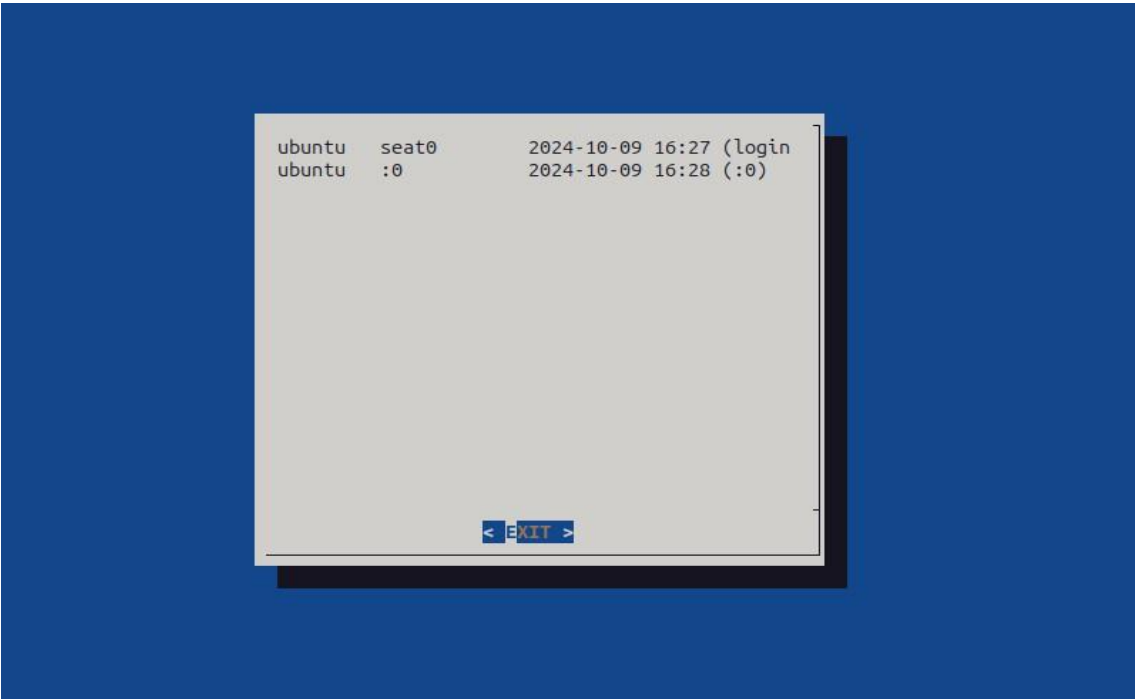 ubuntu   seat0        2024-10-09 16:27 (login
ubuntu   :0           2024-10-09 16:28 (:0)
< EXIT >